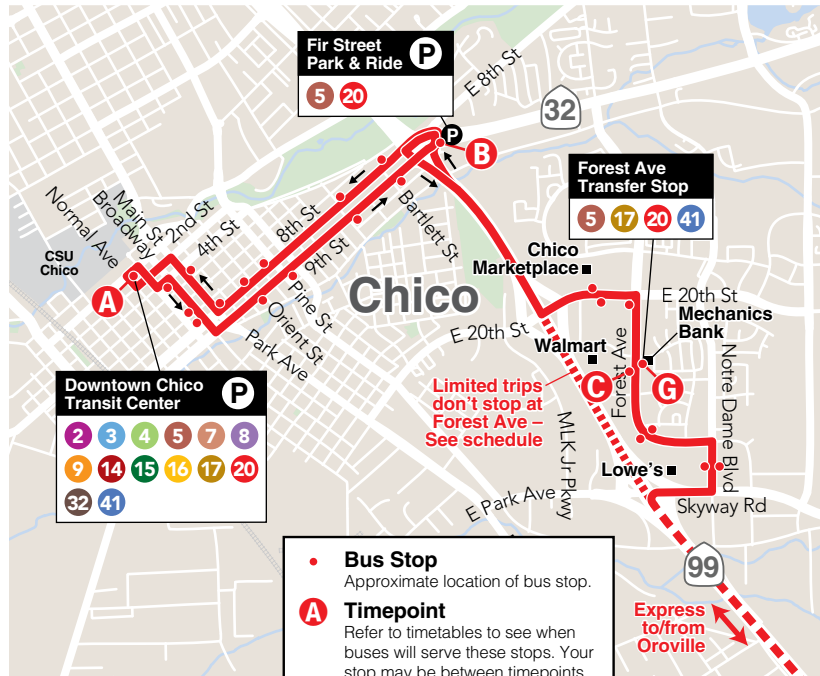 Fir Street
Park & Ride
P
5 20
E 8th St
32
P
B
Forest Ave
Transfer Stop
5 17 20 41
Normal Ave
Broadway
Main St
2nd St
4th St
8th St
9th St
Bartlett St
CSU
Chico
A
Pine St
Orient St
Park Ave
Chico
Chico
Marketplace
E 20th St
Mechanics
Bank
E 20th St
Walmart
Forest Ave
C
G
Notre Dame Blvd
Limited trips
don't stop at
Forest Ave –
See schedule
MLK Jr Pkwy
Downtown Chico
Transit Center
P
2 3 4 5 7 8
9 14 15 16 17 20
32 41
Lowe's
E Park Ave
Skyway Rd
99
Express
to/from
Oroville
Bus Stop
Approximate location of bus stop.
A Timepoint
Refer to timetables to see when
buses will serve these stops. Your
stop may be between timepoints